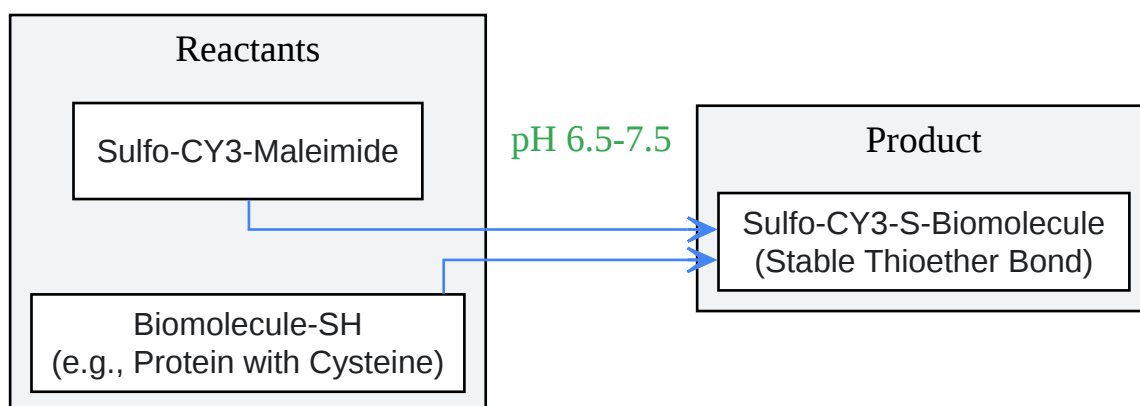 Reactants
Sulfo-CY3-Maleimide
Biomolecule-SH
(e.g., Protein with Cysteine)
pH 6.5-7.5
Product
Sulfo-CY3-S-Biomolecule
(Stable Thioether Bond)